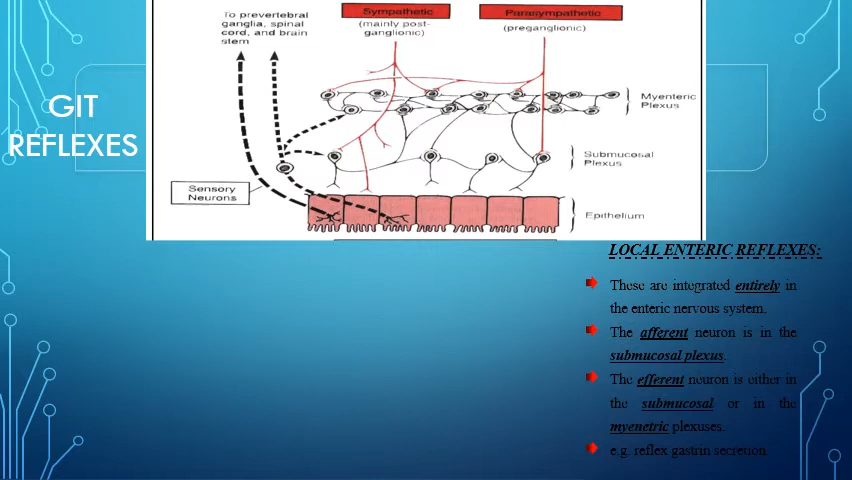 GIT
REFLEXES
To prevertebral
ganglia, spinal
cord, and brain
stem
Sympathetic
(mainly post-
ganglionic)
Parasympathetic
(preganglionic)
Myenteric
Plexus
Submucosal
Plexus
Sensory
Neurons
Epithelium
LOCAL ENTERIC REFLEXES:
These are integrated entirely in
the enteric nervous system.
The afferent neuron is in the
submucosal plexus.
The efferent neuron is either in
the submucosal or in the
myenetric plexuses.
e.g. reflex gastrin secretion